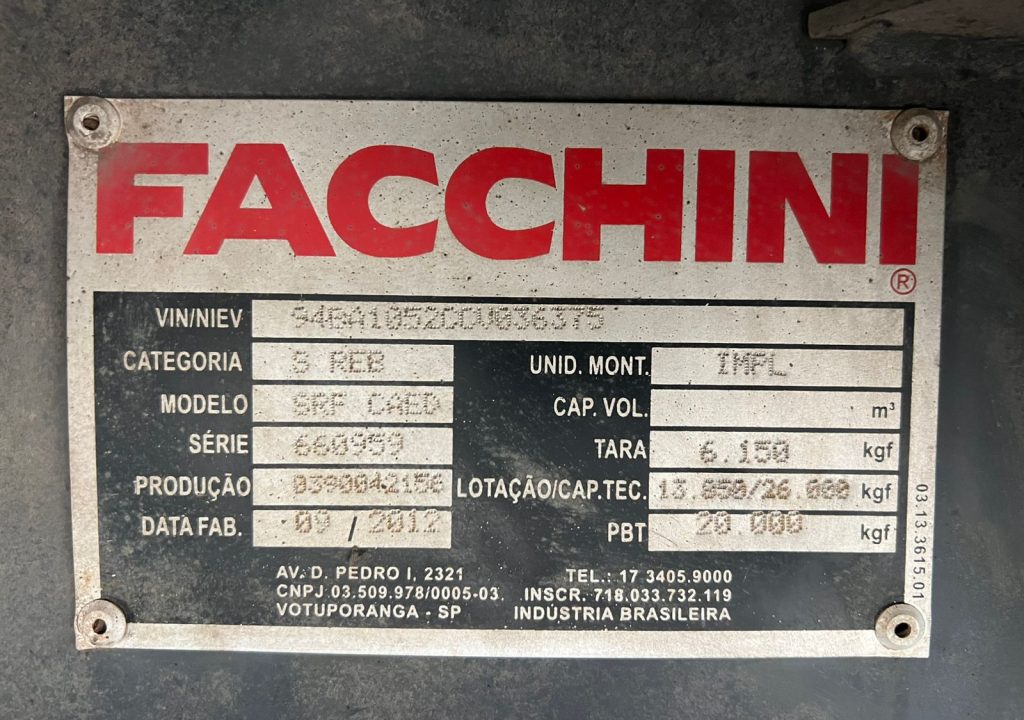 FACCHINI
®
VIN/NIEV 94BA1052CCV036375
CATEGORIA S REB
UNID. MONT. IMPL
MODELO SRF CAED
CAP. VOL. m³
SÉRIE 660959
TARA 6.150 kgf
PRODUÇÃO 0390042156
LOTAÇÃO/CAP.TEC. 13.850/26.000 kgf
DATA FAB. 09 / 2012
PBT 20.000 kgf
03.13.3615.01
AV. D. PEDRO I, 2321 TEL.: 17 3405.9000
CNPJ 03.509.978/0005-03. INSCR. 718.033.732.119
VOTUPORANGA - SP INDÚSTRIA BRASILEIRA